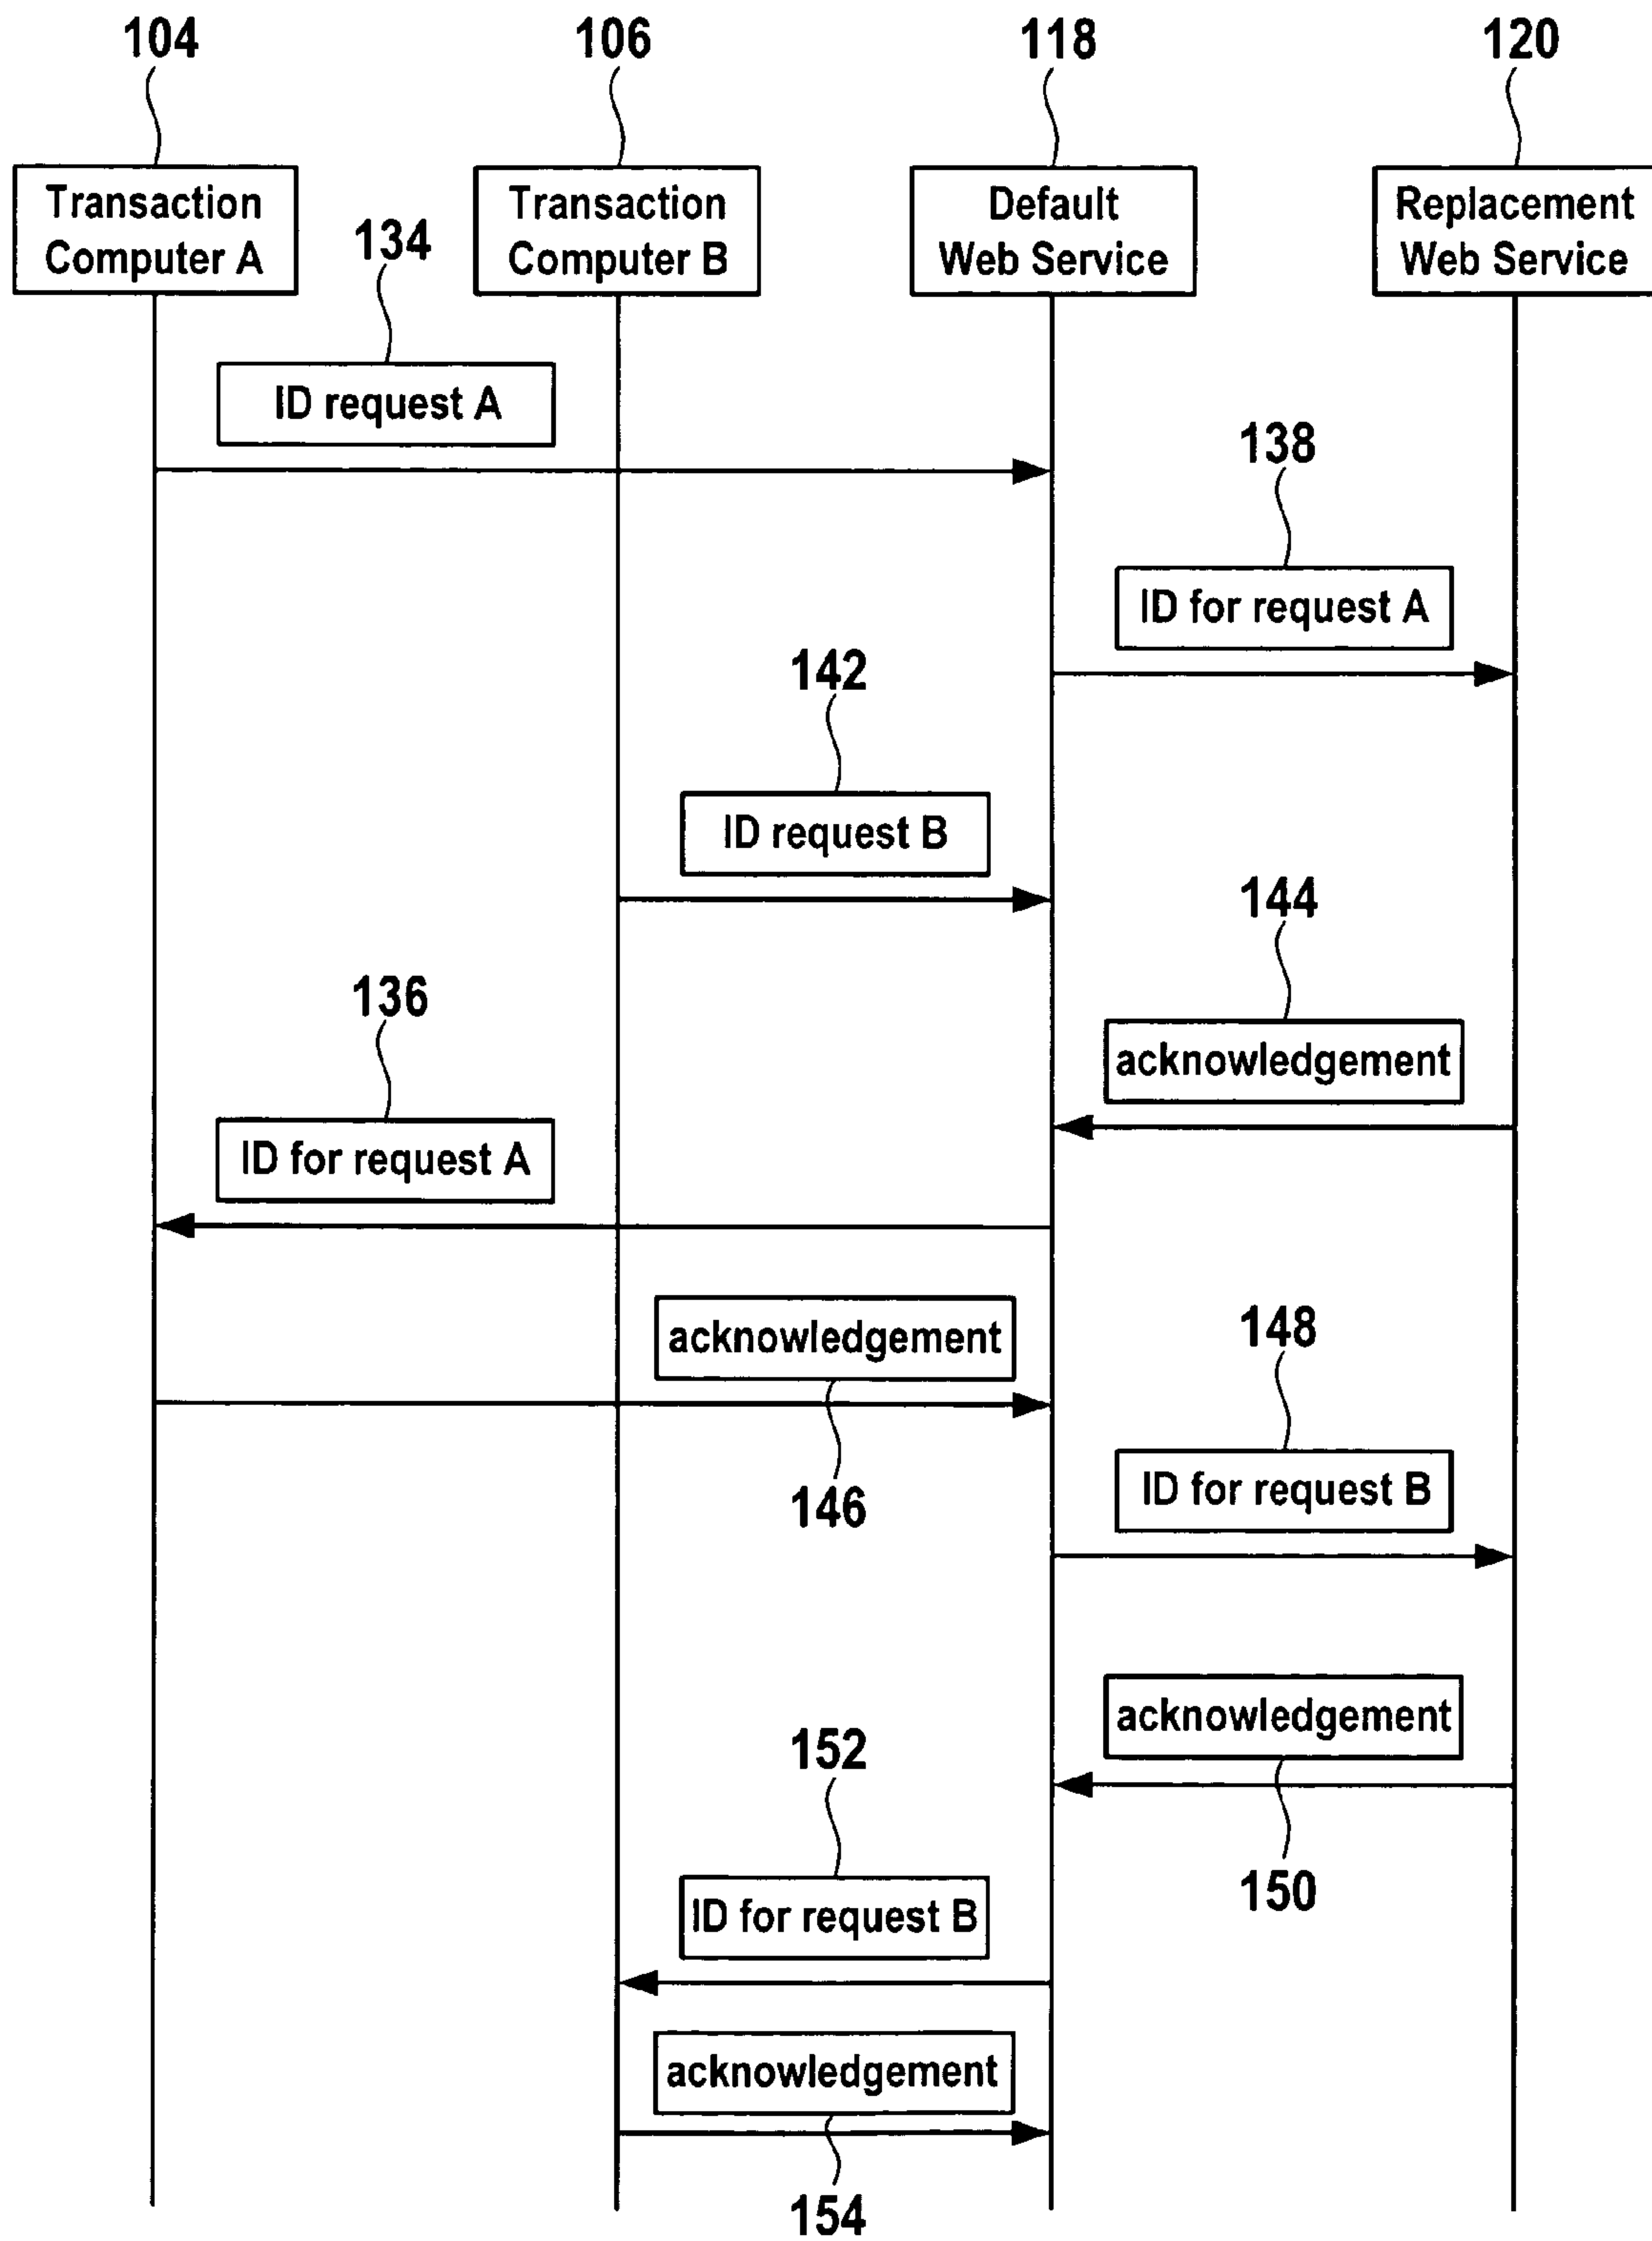 104
106
118
120
Transaction
Computer A
Transaction
Computer B
Default
Web Service
Replacement
Web Service
134
ID request A
138
ID for request A
142
ID request B
144
acknowledgement
136
ID for request A
acknowledgement
146
148
ID for request B
acknowledgement
150
152
ID for request B
acknowledgement
154